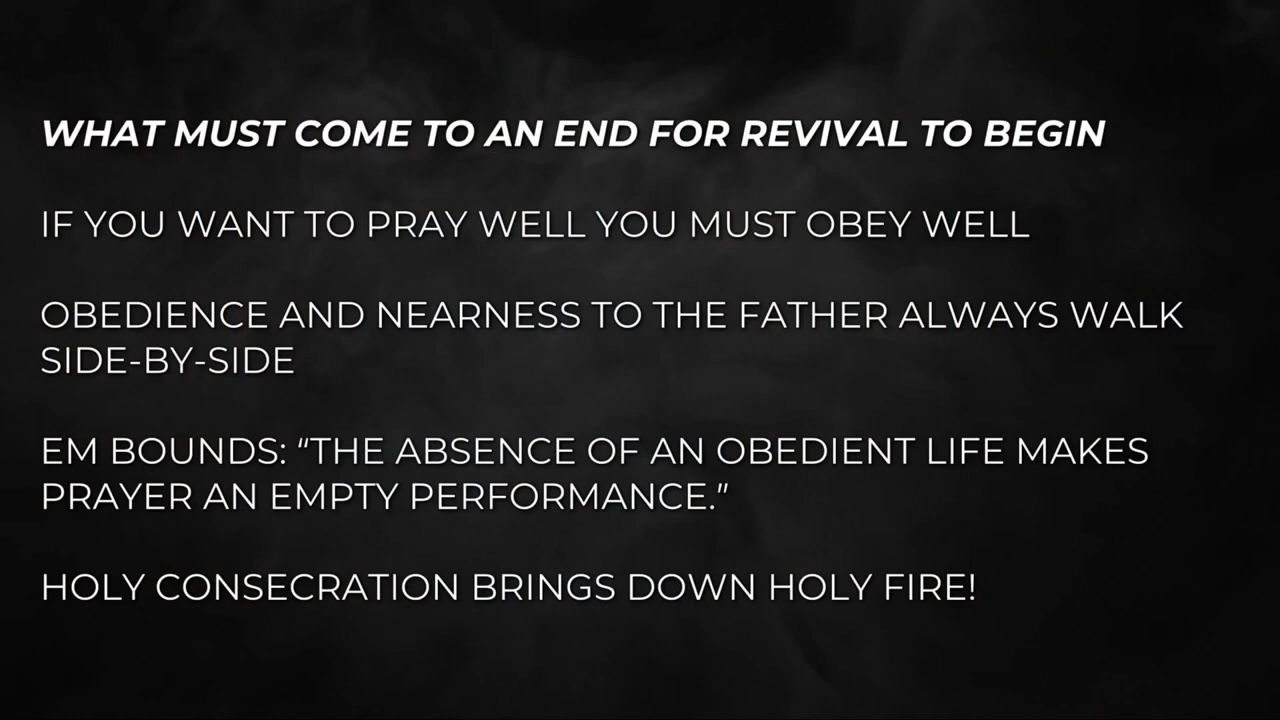 WHAT MUST COME TO AN END FOR REVIVAL TO BEGIN
IF YOU WANT TO PRAY WELL YOU MUST OBEY WELL
OBEDIENCE AND NEARNESS TO THE FATHER ALWAYS WALK
SIDE-BY-SIDE
EM BOUNDS: "THE ABSENCE OF AN OBEDIENT LIFE MAKES
PRAYER AN EMPTY PERFORMANCE."
HOLY CONSECRATION BRINGS DOWN HOLY FIRE!